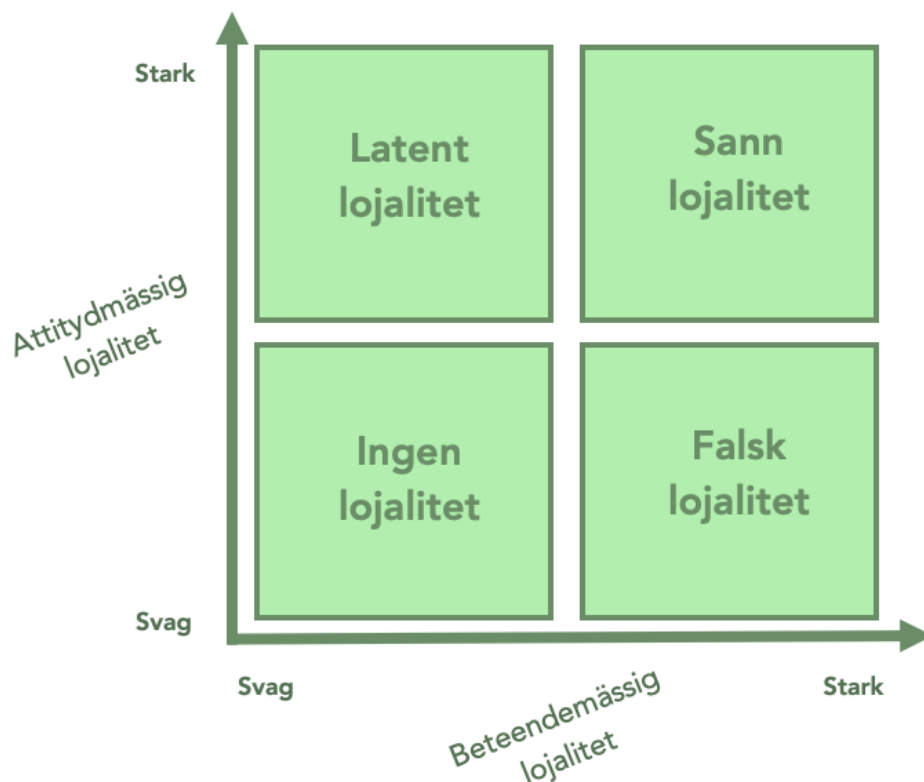 Stark
Latent
lojalitet
Sann
lojalitet
Attitydmässig
lojalitet
Ingen
lojalitet
Falsk
lojalitet
Svag
Svag
Stark
Beteendemässig
lojalitet